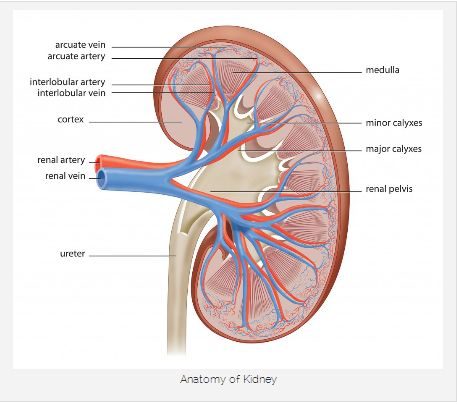 arcuate vein
arcuate artery
interlobular artery
interlobular vein
cortex
renal artery
renal vein
ureter
medulla
minor calyxes
major calyxes
renal pelvis
Anatomy of Kidney